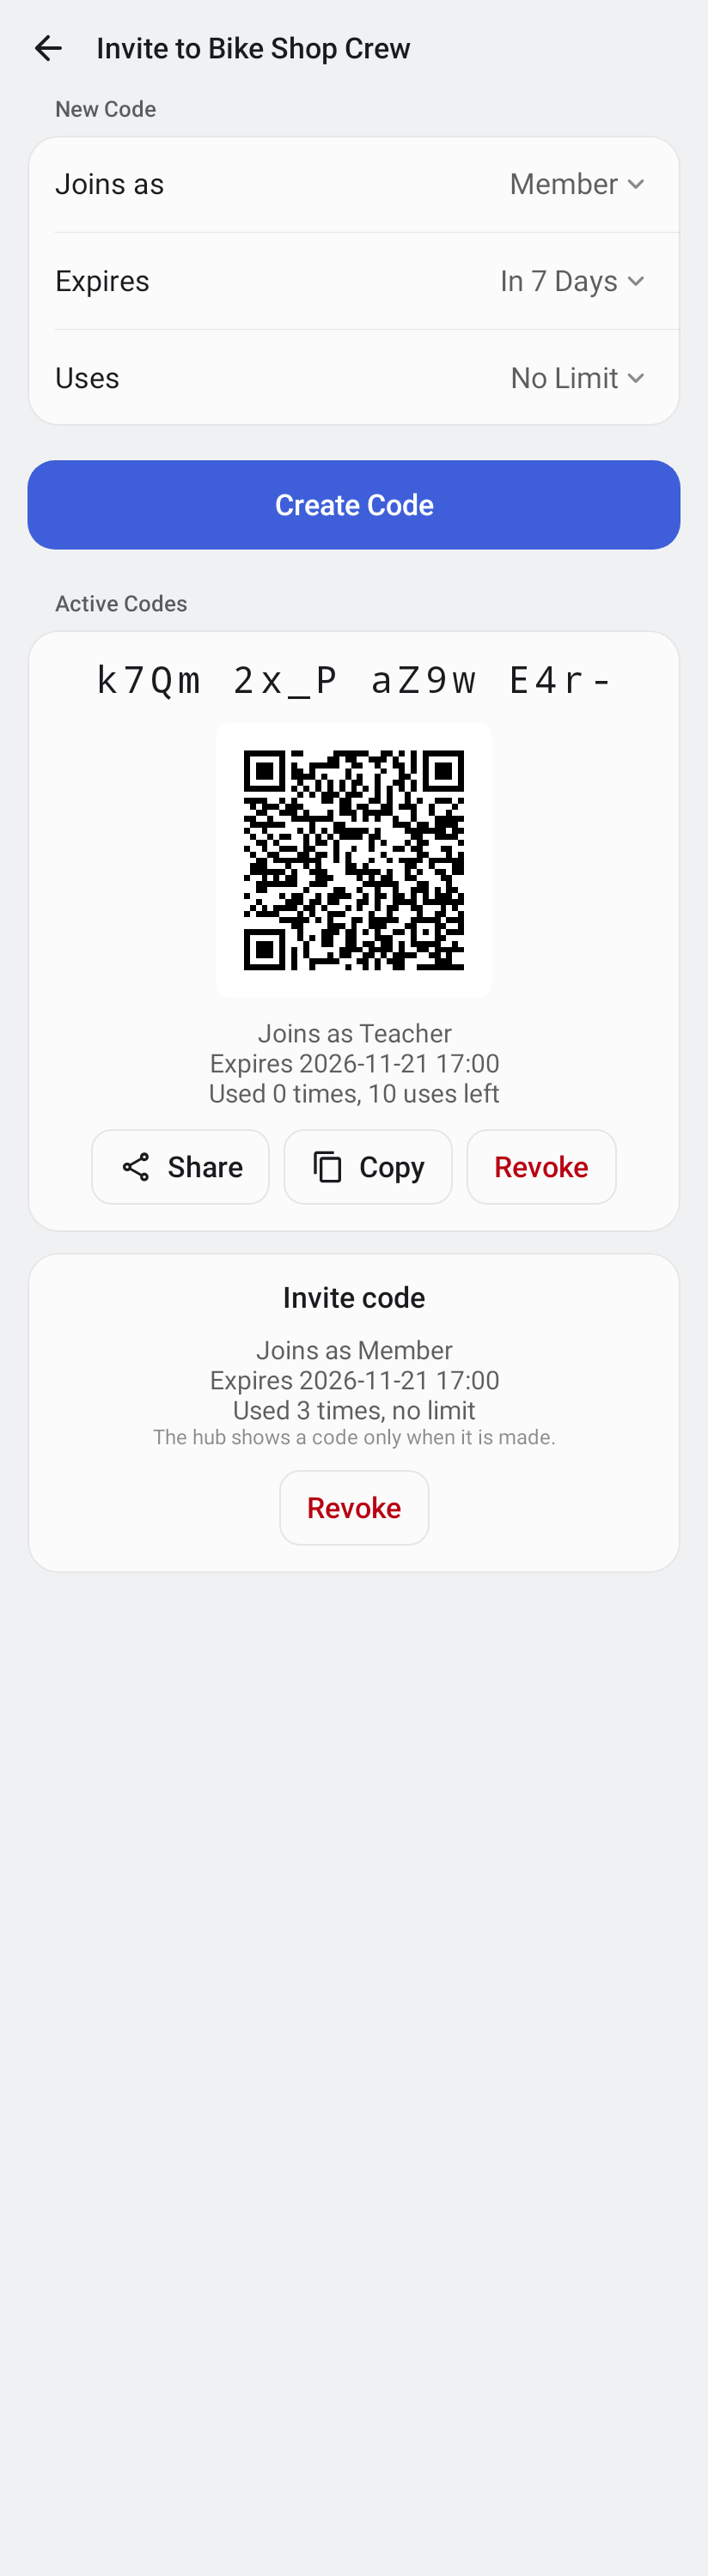 Invite to Bike Shop Crew
New Code
Joins as Member
Expires In 7 Days
Uses No Limit
Create Code
Active Codes
k7Qm 2x_P aZ9w E4r-
Joins as Teacher
Expires 2026-11-21 17:00
Used 0 times, 10 uses left
Share Copy Revoke
Invite code
Joins as Member
Expires 2026-11-21 17:00
Used 3 times, no limit
The hub shows a code only when it is made.
Revoke